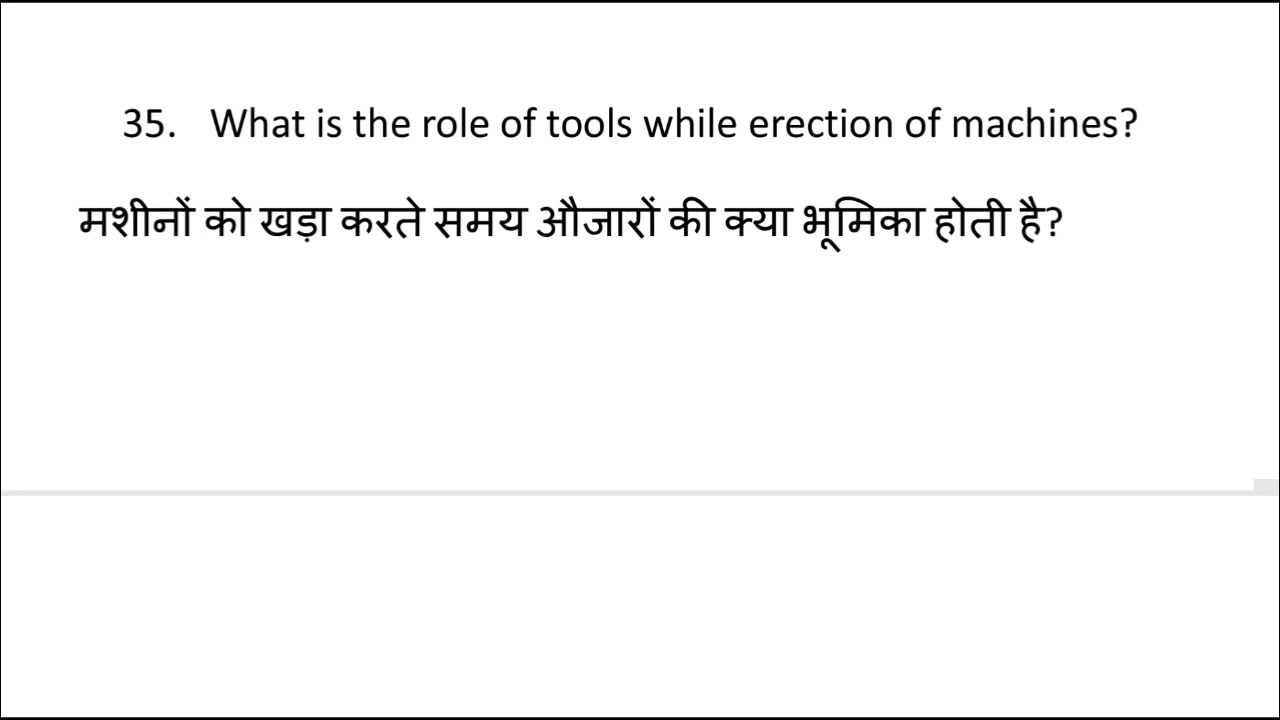 35. What is the role of tools while erection of machines?
मशीनों को खड़ा करते समय औजारों की क्या भूमिका होती है?